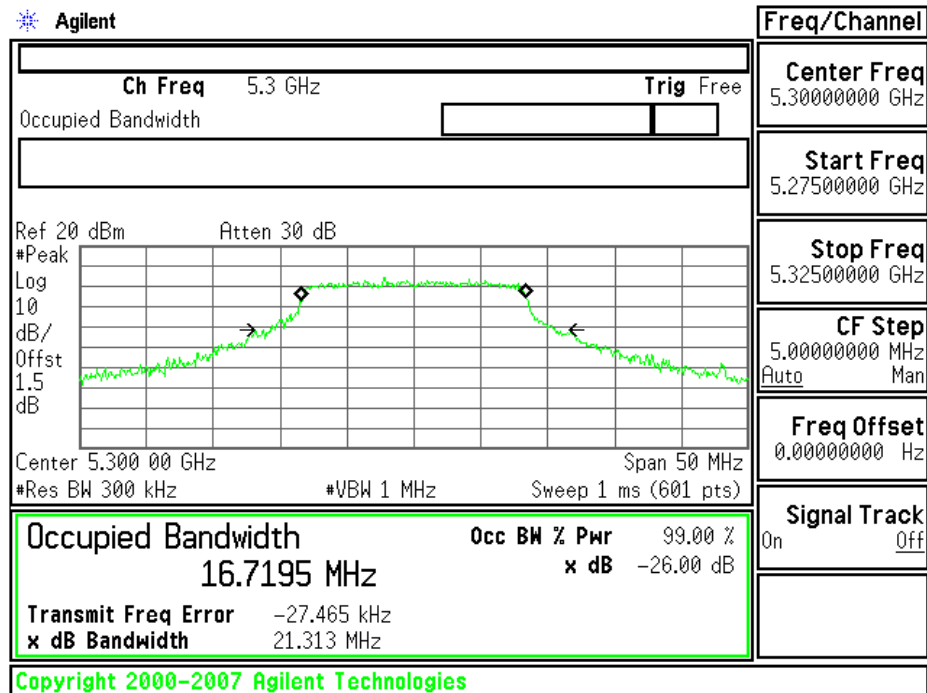 Agilent
Freq/Channel
Ch Freq 5.3 GHz Trig Free
Occupied Bandwidth
Center Freq
5.30000000 GHz
Start Freq
5.27500000 GHz
Stop Freq
5.32500000 GHz
CF Step
5.00000000 MHz
Auto Man
Freq Offset
0.00000000 Hz
Signal Track
On Off
Ref 20 dBm Atten 30 dB
#Peak
Log
10
dB/
Offst
1.5
dB
Center 5.300 00 GHz Span 50 MHz
#Res BW 300 kHz #VBW 1 MHz Sweep 1 ms (601 pts)
Occupied Bandwidth
16.7195 MHz
Occ BW % Pwr 99.00 %
x dB -26.00 dB
Transmit Freq Error -27.465 kHz
x dB Bandwidth 21.313 MHz
Copyright 2000-2007 Agilent Technologies